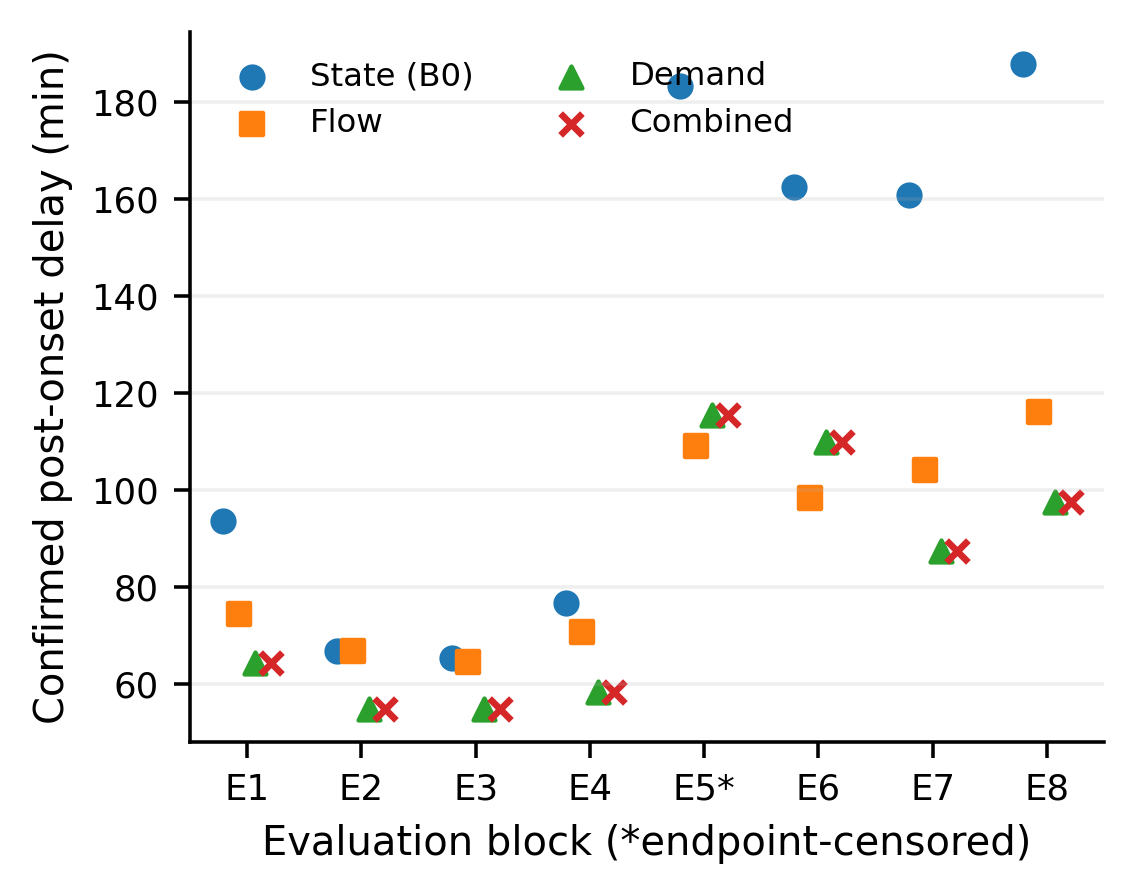 Confirmed post-onset delay (min)
180
160
140
120
100
80
60
State (B0)
Flow
Demand
Combined
E1 E2 E3 E4 E5* E6 E7 E8
Evaluation block (*endpoint-censored)